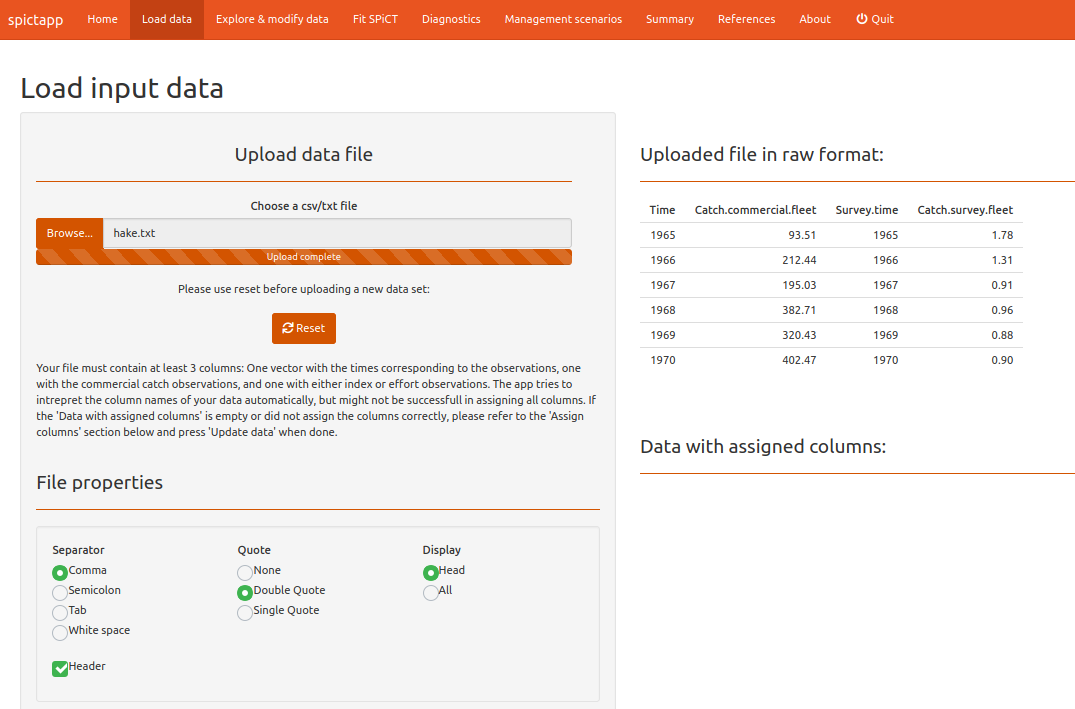 spictapp Home Load data Explore & modify data Fit SPiCT Diagnostics Management scenarios Summary References About Quit
Load input data
Upload data file
Choose a csv/txt file
Browse... hake.txt
Upload complete
Please use reset before uploading a new data set:
Reset
Your file must contain at least 3 columns: One vector with the times corresponding to the observations, one
with the commercial catch observations, and one with either index or effort observations. The app tries to
intrepret the column names of your data automatically, but might not be successfull in assigning all columns. If
the 'Data with assigned columns' is empty or did not assign the columns correctly, please refer to the 'Assign
columns' section below and press 'Update data' when done.
File properties
Separator Quote Display
Comma None Head
Semicolon Double Quote All
Tab Single Quote
White space
Header
Uploaded file in raw format:
Time Catch.commercial.fleet Survey.time Catch.survey.fleet
1965 93.51 1965 1.78
1966 212.44 1966 1.31
1967 195.03 1967 0.91
1968 382.71 1968 0.96
1969 320.43 1969 0.88
1970 402.47 1970 0.90
Data with assigned columns: